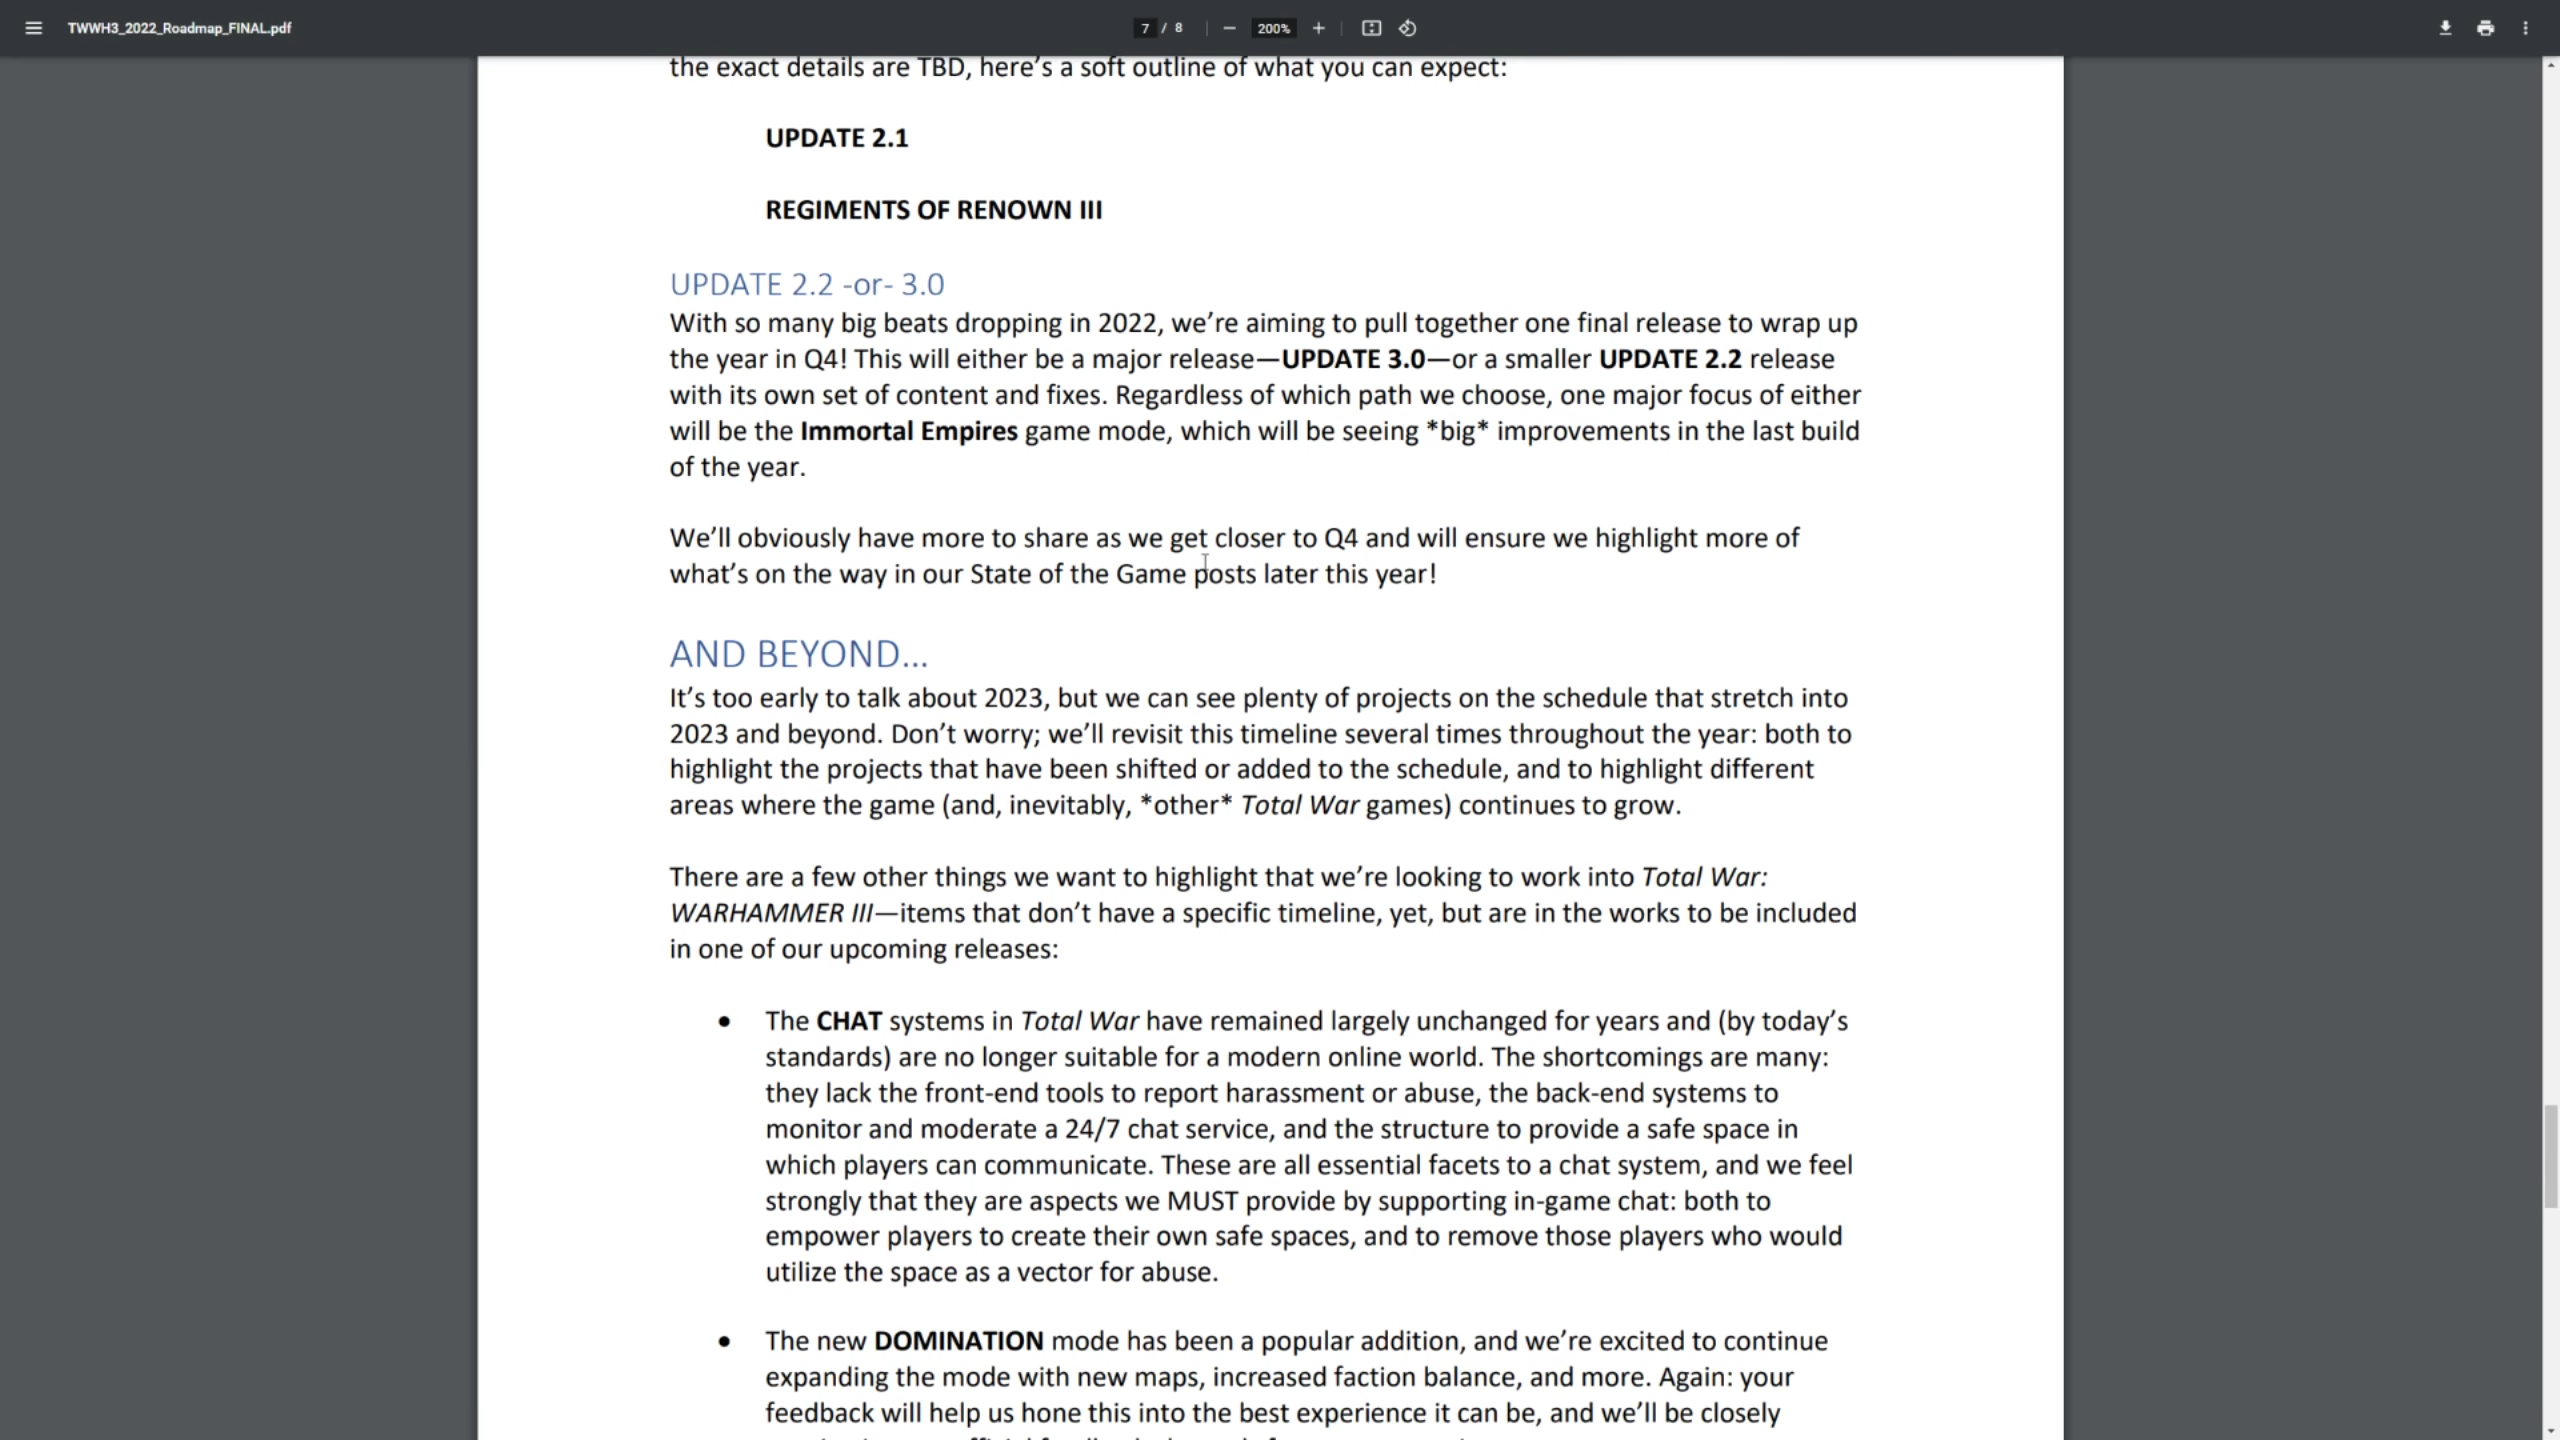 TWWH3_2022_Roadmap_FINAL.pdf
7 / 8
200%
the exact details are TBD, here’s a soft outline of what you can expect:
UPDATE 2.1
REGIMENTS OF RENOWN III
UPDATE 2.2 -or- 3.0
With so many big beats dropping in 2022, we’re aiming to pull together one final release to wrap up
the year in Q4! This will either be a major release—UPDATE 3.0—or a smaller UPDATE 2.2 release
with its own set of content and fixes. Regardless of which path we choose, one major focus of either
will be the Immortal Empires game mode, which will be seeing *big* improvements in the last build
of the year.
We’ll obviously have more to share as we get closer to Q4 and will ensure we highlight more of
what’s on the way in our State of the Game posts later this year!
AND BEYOND…
It’s too early to talk about 2023, but we can see plenty of projects on the schedule that stretch into
2023 and beyond. Don’t worry; we’ll revisit this timeline several times throughout the year: both to
highlight the projects that have been shifted or added to the schedule, and to highlight different
areas where the game (and, inevitably, *other* Total War games) continues to grow.
There are a few other things we want to highlight that we’re looking to work into Total War:
WARHAMMER III—items that don’t have a specific timeline, yet, but are in the works to be included
in one of our upcoming releases:
• The CHAT systems in Total War have remained largely unchanged for years and (by today’s
standards) are no longer suitable for a modern online world. The shortcomings are many:
they lack the front-end tools to report harassment or abuse, the back-end systems to
monitor and moderate a 24/7 chat service, and the structure to provide a safe space in
which players can communicate. These are all essential facets to a chat system, and we feel
strongly that they are aspects we MUST provide by supporting in-game chat: both to
empower players to create their own safe spaces, and to remove those players who would
utilize the space as a vector for abuse.
• The new DOMINATION mode has been a popular addition, and we’re excited to continue
expanding the mode with new maps, increased faction balance, and more. Again: your
feedback will help us hone this into the best experience it can be, and we’ll be closely